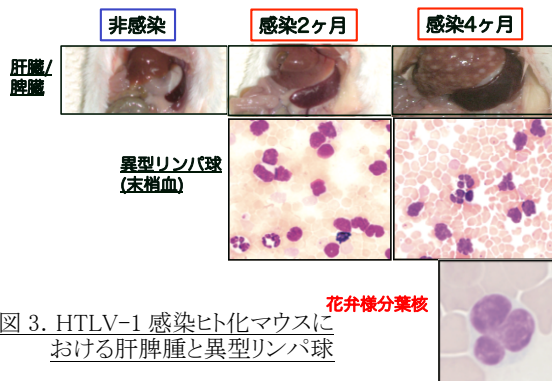 非感染
感染2ヶ月
感染4ヶ月
肝臓/
脾臓
異型リンパ球
(末梢血)
花弁様分葉核
図 3. HTLV-1 感染ヒト化マウスに
おける肝脾腫と異型リンパ球